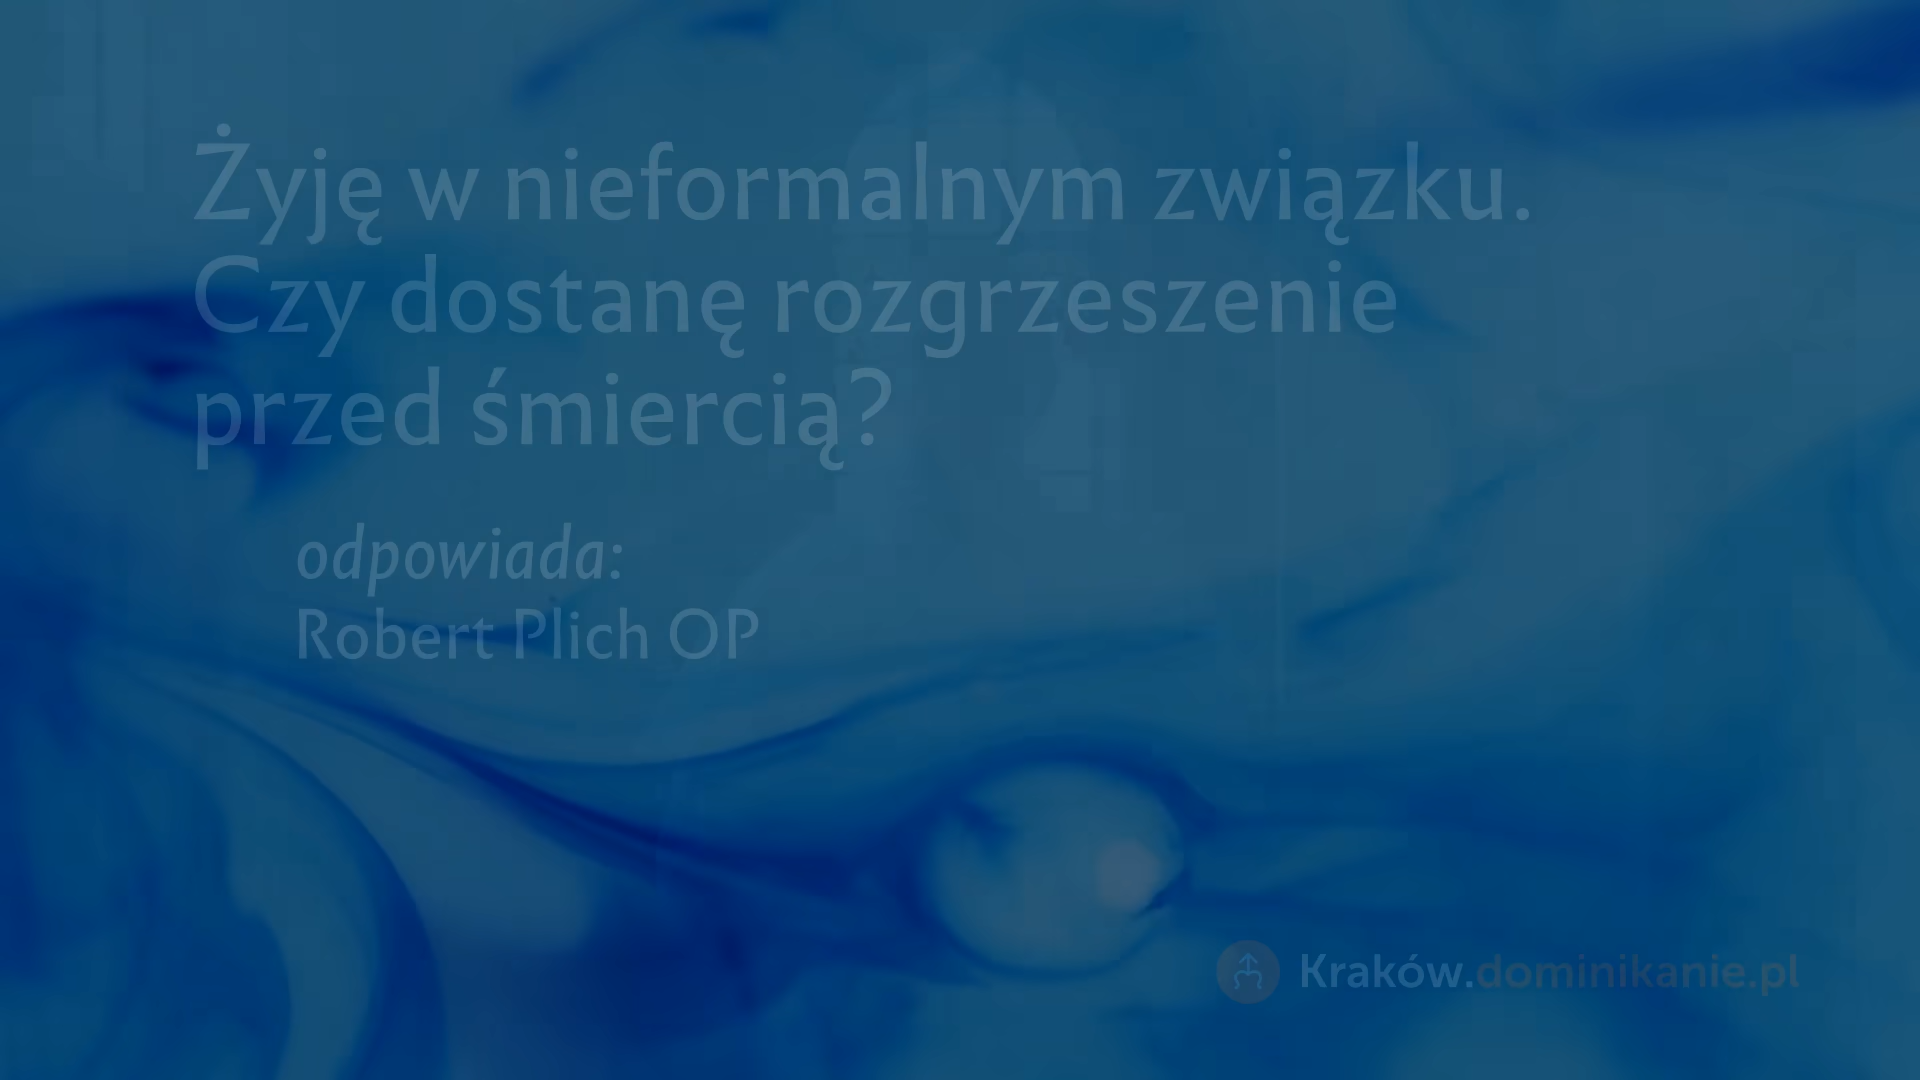 Żyję w nieformalnym związku.
Czy dostanę rozgrzeszenie
przed śmiercią?
odpowiada:
Robert Plich OP
Kraków.dominikanie.pl